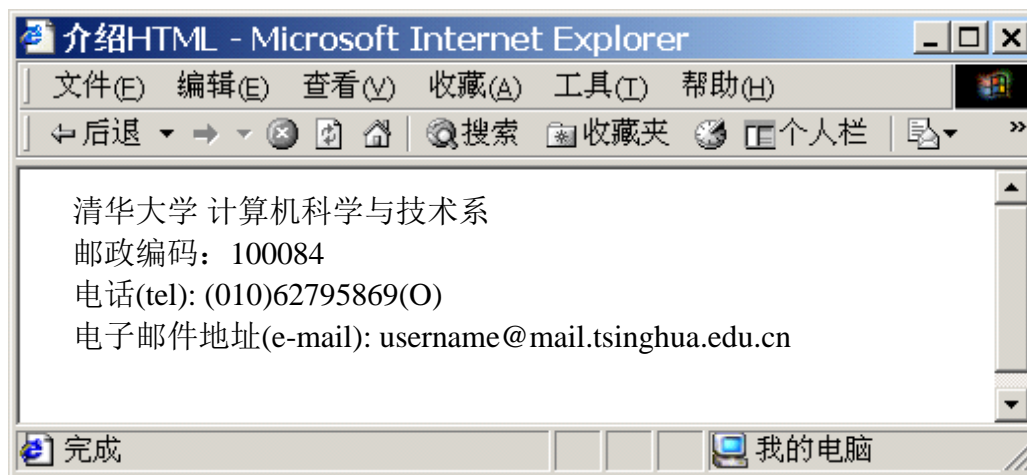 介绍HTML - Microsoft Internet Explorer
文件(F) 编辑(E) 查看(V) 收藏(A) 工具(T) 帮助(H)
后退 搜索 收藏夹 个人栏 »
清华大学 计算机科学与技术系
邮政编码：100084
电话(tel): (010)62795869(O)
电子邮件地址(e-mail): username@mail.tsinghua.edu.cn
完成 我的电脑